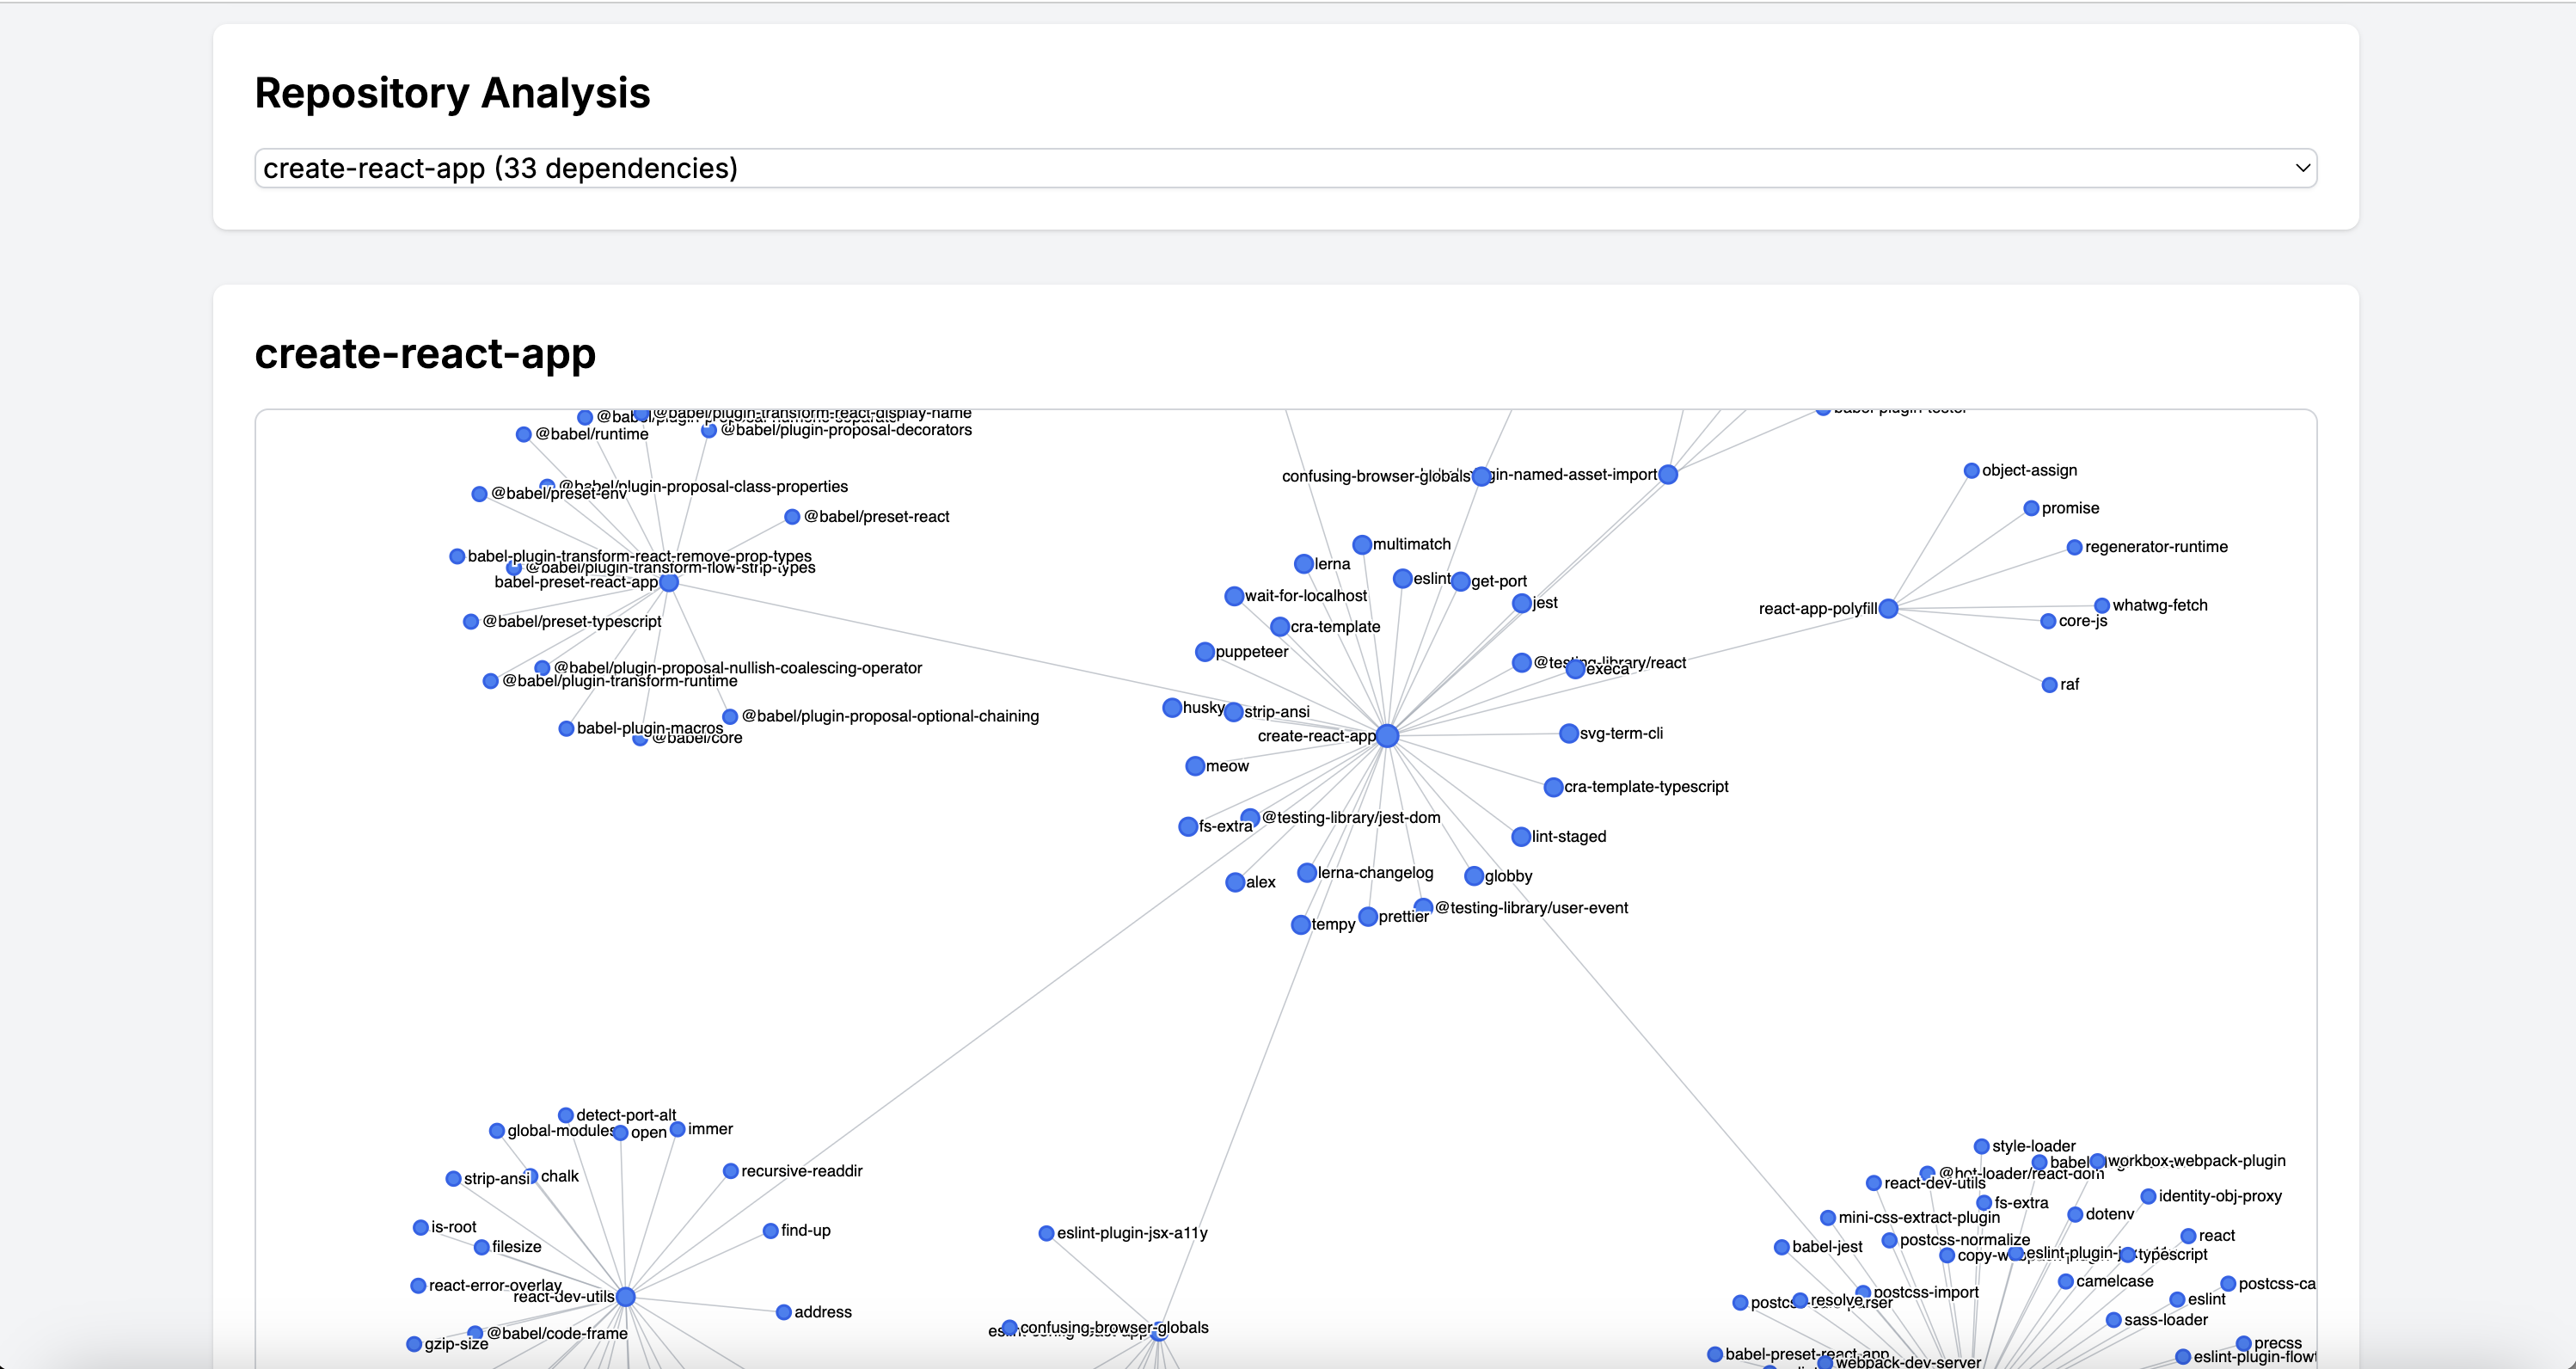 Repository Analysis
create-react-app (33 dependencies)
create-react-app
@babel/plugin-transform-react-display-name
@babel/runtime
@babel/plugin-proposal-decorators
@babel/plugin-proposal-class-properties
@babel/preset-env
@babel/preset-react
babel-plugin-transform-react-remove-prop-types
@babel/plugin-transform-flow-strip-types
babel-preset-react-app
@babel/preset-typescript
@babel/plugin-proposal-nullish-coalescing-operator
@babel/plugin-transform-runtime
@babel/plugin-proposal-optional-chaining
babel-plugin-macros
@babel/core
confusing-browser-globals
gin-named-asset-import
multimatch
lerna
eslint
get-port
wait-for-localhost
jest
cra-template
puppeteer
@testing-library/react
execa
husky
strip-ansi
create-react-app
svg-term-cli
meow
cra-template-typescript
@testing-library/jest-dom
fs-extra
lint-staged
lerna-changelog
globby
alex
@testing-library/user-event
prettier
tempy
object-assign
promise
regenerator-runtime
react-app-polyfill
whatwg-fetch
core-js
raf
detect-port-alt
global-modules
open
immer
recursive-readdir
strip-ansi
chalk
is-root
find-up
filesize
react-error-overlay
react-dev-utils
address
@babel/code-frame
gzip-size
eslint-plugin-jsx-a11y
confusing-browser-globals
style-loader
babel
workbox-webpack-plugin
@hot-loader/react-dom
react-dev-utils
identity-obj-proxy
fs-extra
dotenv
mini-css-extract-plugin
react
postcss-normalize
babel-jest
copy-w
eslint-plugin-j
typescript
camelcase
postcss-ca
postcss-import
resolve
eslint
sass-loader
precss
babel-preset-react-app
eslint-plugin-flowt
webpack-dev-server